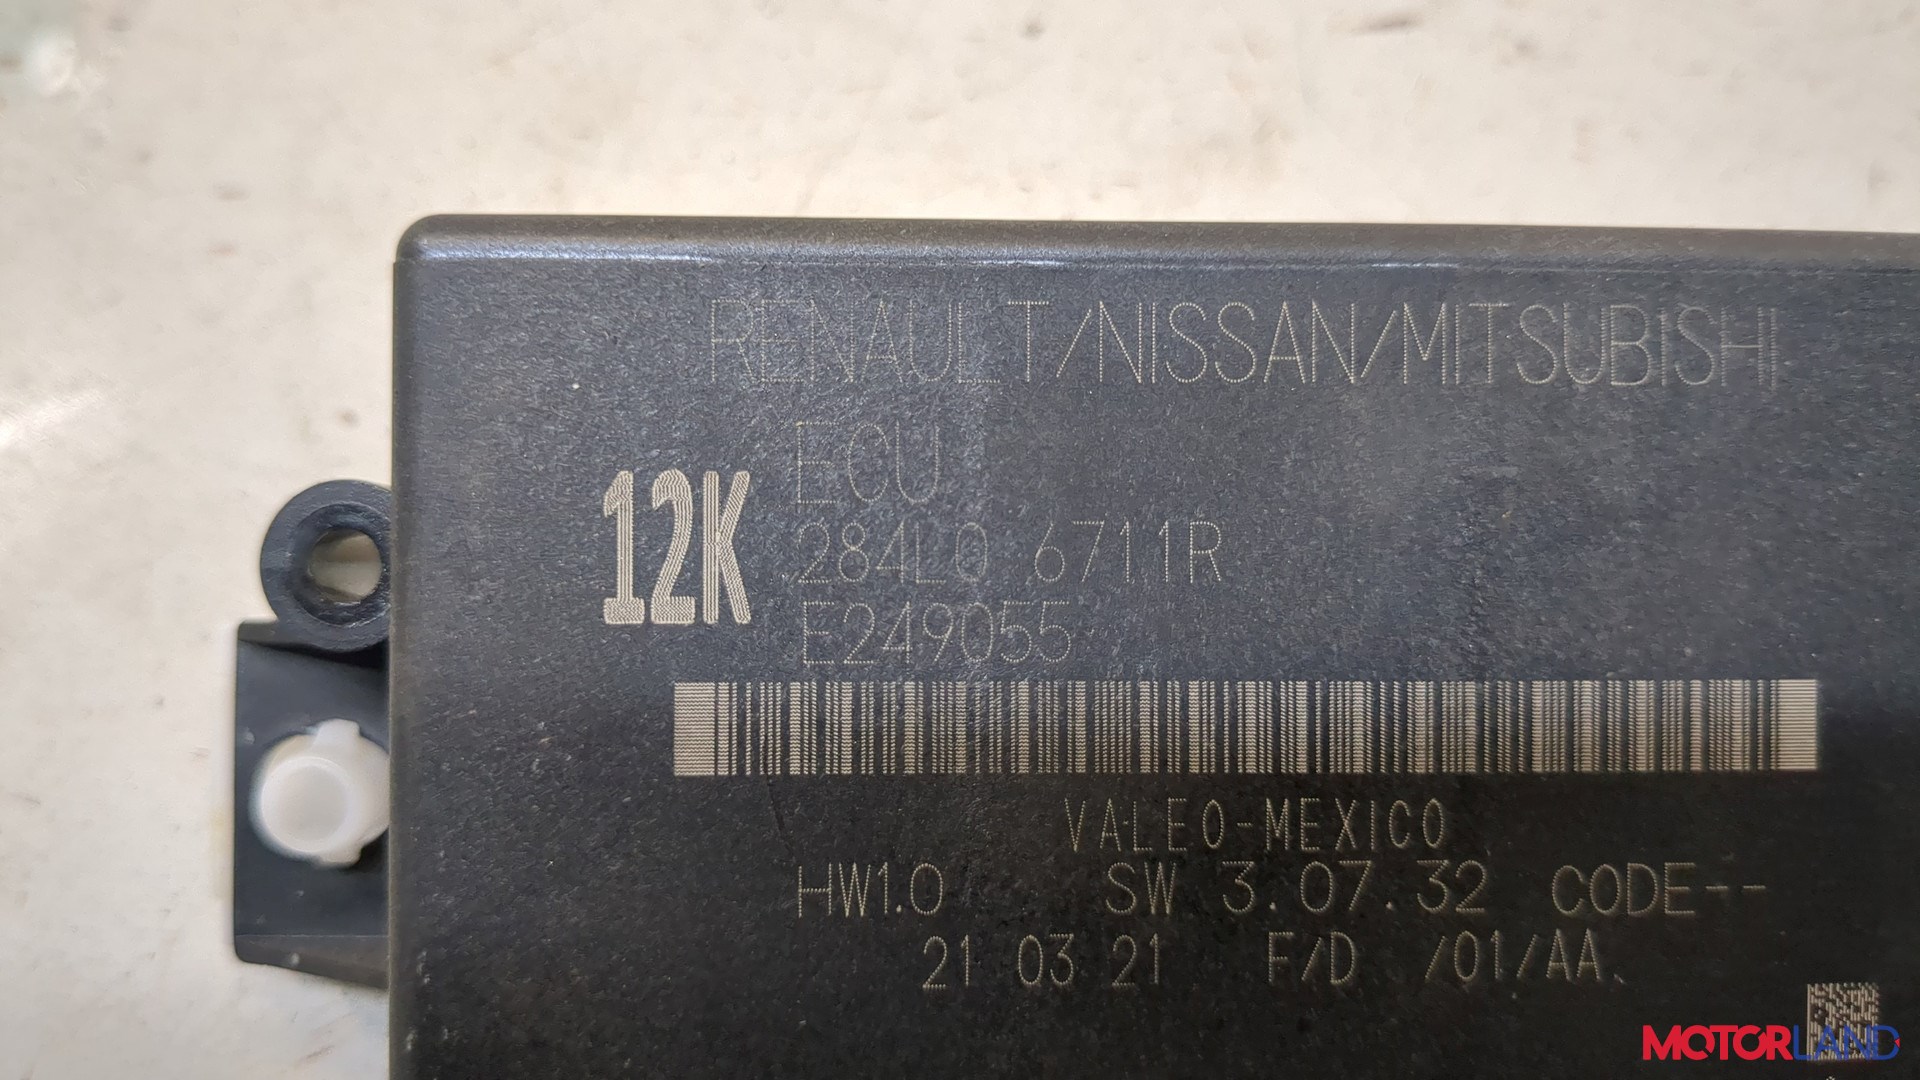 RENAULT/NISSAN/MITSUBISHI
ECU
12K
284L0 6711R
E249055
VALEO-MEXICO
HW1.0 SW 3.07.32 CODE--
21 03 21 F/D /01/AA
MOTORLAND